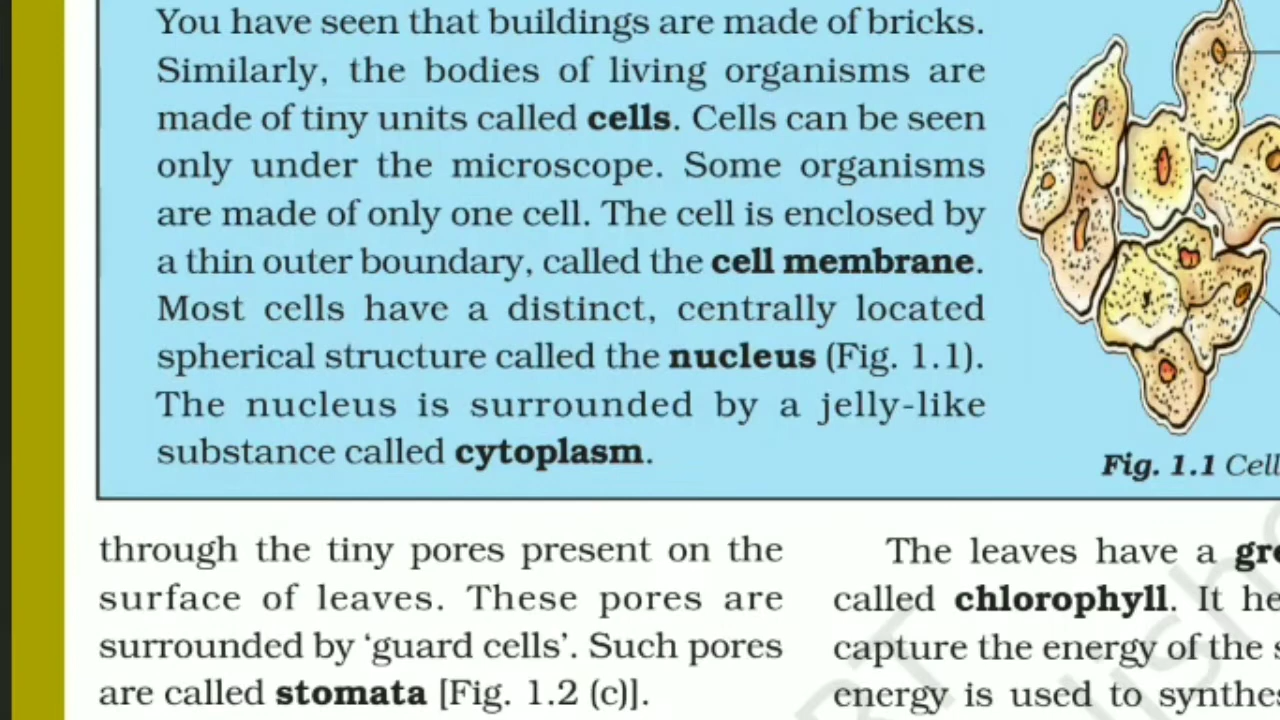 You have seen that buildings are made of bricks.
Similarly, the bodies of living organisms are
made of tiny units called cells. Cells can be seen
only under the microscope. Some organisms
are made of only one cell. The cell is enclosed by
a thin outer boundary, called the cell membrane.
Most cells have a distinct, centrally located
spherical structure called the nucleus (Fig. 1.1).
The nucleus is surrounded by a jelly-like
substance called cytoplasm.
Fig. 1.1 Cell
through the tiny pores present on the
surface of leaves. These pores are
surrounded by ‘guard cells’. Such pores
are called stomata [Fig. 1.2 (c)].
The leaves have a
called chlorophyll. It
capture the energy of the
energy is used to